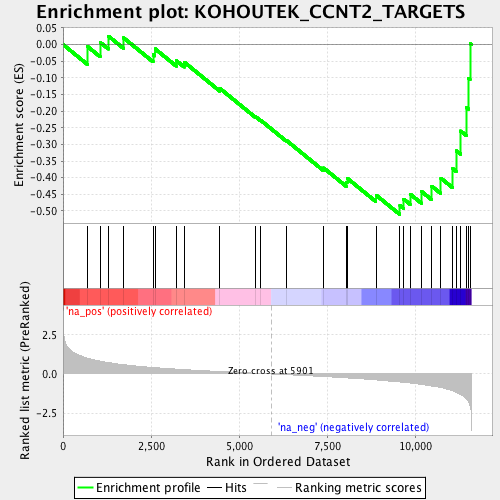 Enrichment plot: KOHOUTEK_CCNT2_TARGETS
Enrichment score (ES)
0.05
0.00
-0.05
-0.10
-0.15
-0.20
-0.25
-0.30
-0.35
-0.40
-0.45
-0.50
'na_pos' (positively correlated)
Ranked list metric (PreRanked)
2.5
0.0
-2.5
Zero cross at 5901
'na_neg' (negatively correlated)
0 2,500 5,000 7,500 10,000
Rank in Ordered Dataset
Enrichment profile Hits Ranking metric scores